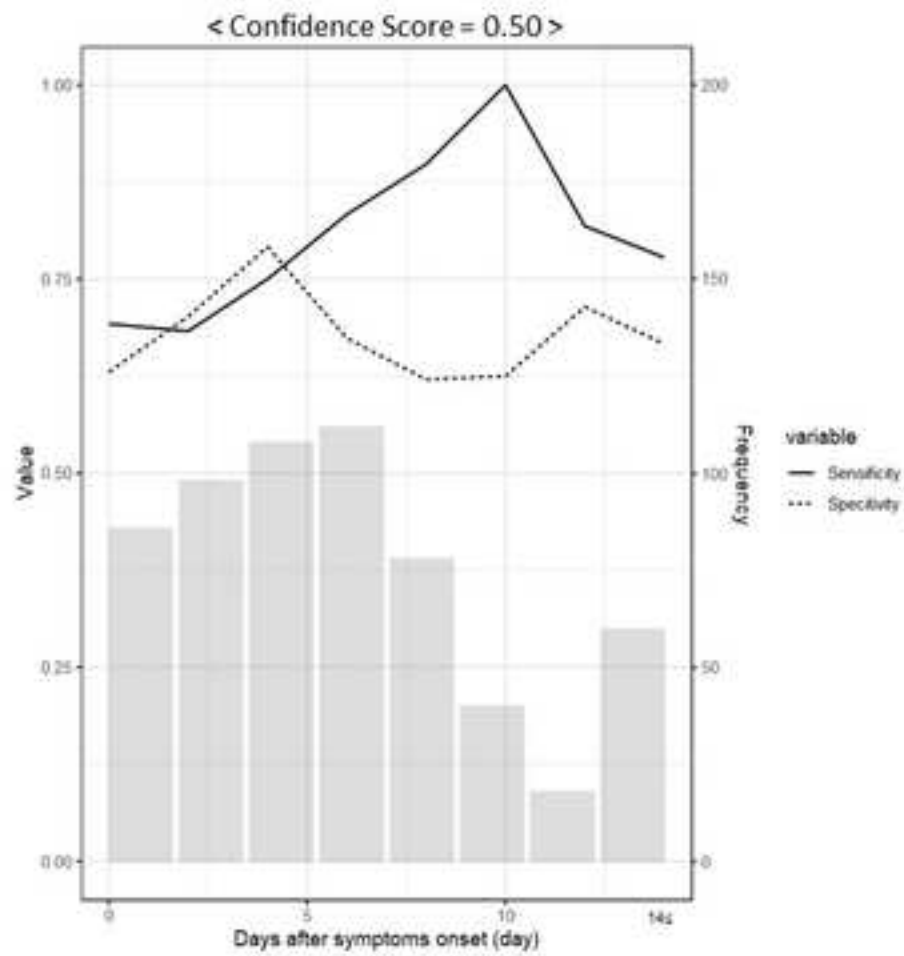 < Confidence Score = 0.50 >
1.00
0.75
0.50
0.25
0.00
Value
200
150
100
50
0
Frequency
variable
Sensificity
Specitivity
0
5
10
14≤
Days after symptoms onset (day)